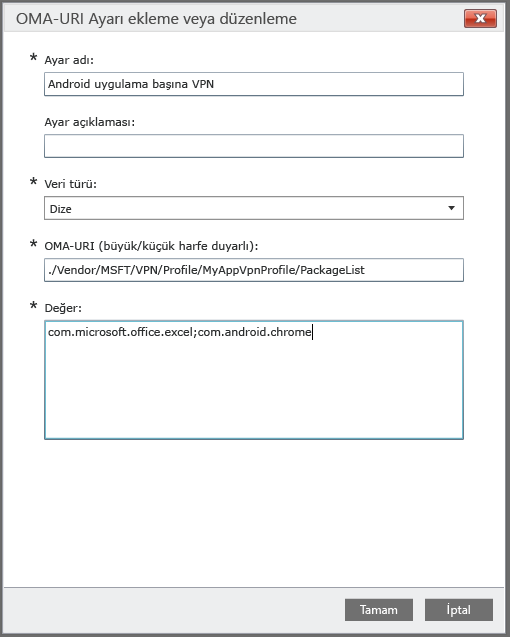 OMA-URI Ayarı ekleme veya düzenleme
* Ayar adı:
Android uygulama başına VPN
Ayar açıklaması:
* Veri türü:
Dize
* OMA-URI (büyük/küçük harfe duyarlı):
./Vendor/MSFT/VPN/Profile/MyAppVpnProfile/PackageList
* Değer:
com.microsoft.office.excel;com.android.chrome
Tamam
İptal